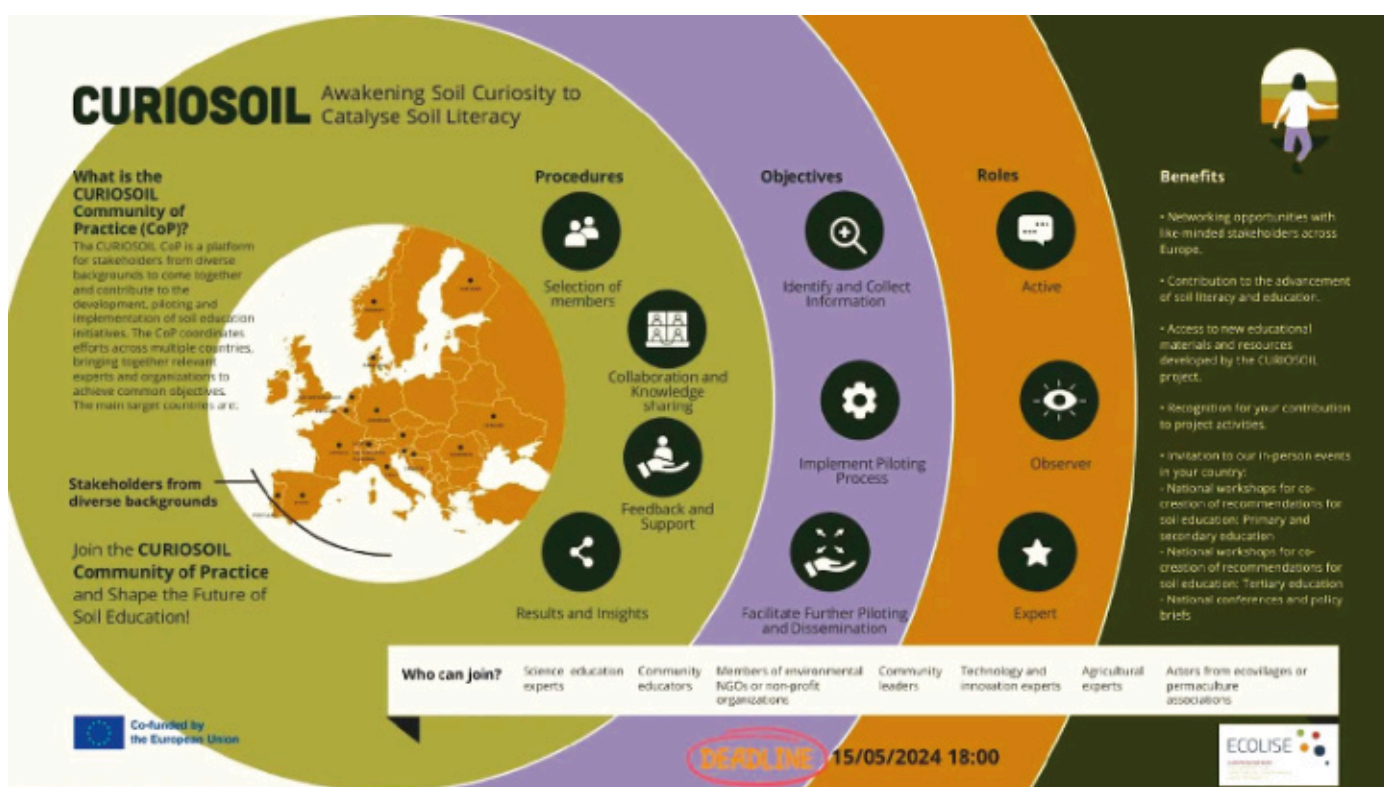 CURIOSOIL
Awakening Soil Curiosity to
Catalyse Soil Literacy
What is the
CURIOSOIL
Community of
Practice (CoP)?
The CURIOSOIL CoP is a platform
for stakeholders from diverse
backgrounds to come together
and contribute to the
development, piloting and
implementation of soil education
initiatives. The CoP coordinates
efforts across multiple countries,
bringing together relevant
experts and organizations to
achieve common objectives.
The main target countries are:
Stakeholders from
diverse backgrounds
Join the CURIOSOIL
Community of Practice
and Shape the Future of
Soil Education!
Procedures
Selection of
members
Collaboration and
Knowledge
sharing
Feedback and
Support
Results and Insights
Objectives
Identify and Collect
Information
Implement Piloting
Process
Facilitate Further Piloting
and Dissemination
Roles
Active
Observer
Expert
Benefits
• Networking opportunities with
like-minded stakeholders across
Europe.
• Contribution to the advancement
of soil literacy and education.
• Access to new educational
materials and resources
developed by the CURIOSOIL
project.
• Recognition for your contribution
to project activities.
• Invitation to our in-person events
in your country:
- National workshops for co-
creation of recommendations for
soil education: Primary and
secondary education
- National workshops for co-
creation of recommendations for
soil education: Tertiary education
- National conferences and policy
briefs
Who can join?
Science education
experts
Community
educators
Members of environmental
NGOs or non-profit
organizations
Community
leaders
Technology and
innovation experts
Agricultural
experts
Actors from ecovillages or
permaculture
associations
Co-funded by
the European Union
DEADLINE 15/05/2024 18:00
ECOLISE